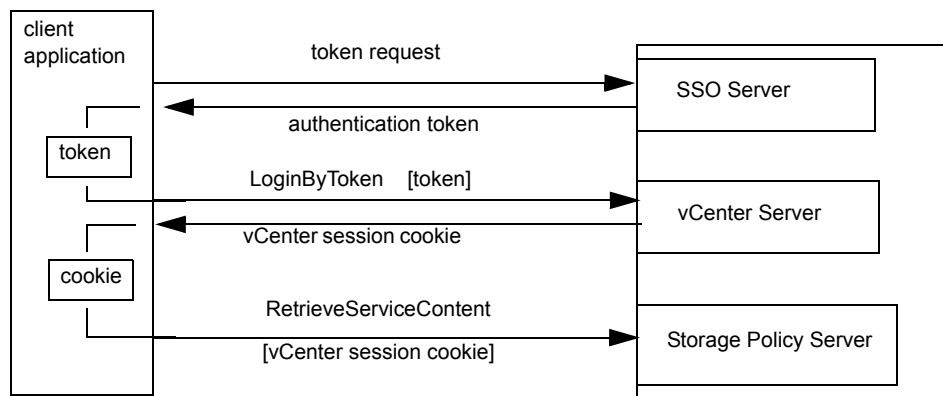 client
application
token request
SSO Server
authentication token
token
LoginByToken [token]
vCenter Server
vCenter session cookie
cookie
RetrieveServiceContent
[vCenter session cookie]
Storage Policy Server